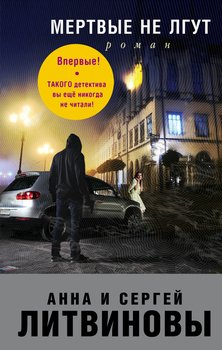 МЕРТВЫЕ НЕ ЛГУТ
роман
Впервые!
•
ТАКОГО детектива
вы ещё никогда
не читали!
АННА И СЕРГЕЙ
ЛИТВИНОВЫ